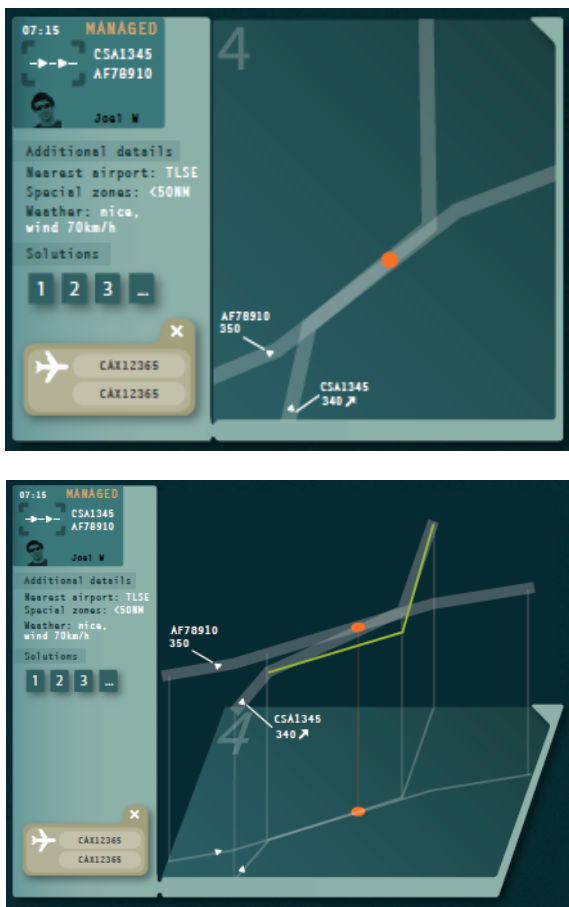 07:15 MANAGED
CSA1345
AF78910
Joel W
Additional details
Nearest airport: TLSE
Special zones: <50NM
Weather: nice,
wind 70km/h
Solutions
1 2 3 ...
CAX12365
CAX12365
4
AF78910
350
CSA1345
340
07:15 MANAGED
CSA1345
AF78910
Joel W
Additional details
Nearest airport: TLSE
Special zones: <50NM
Weather: nice,
wind 70km/h
Solutions
1 2 3 ...
CAX12365
CAX12365
AF78910
350
CSA1345
340
4